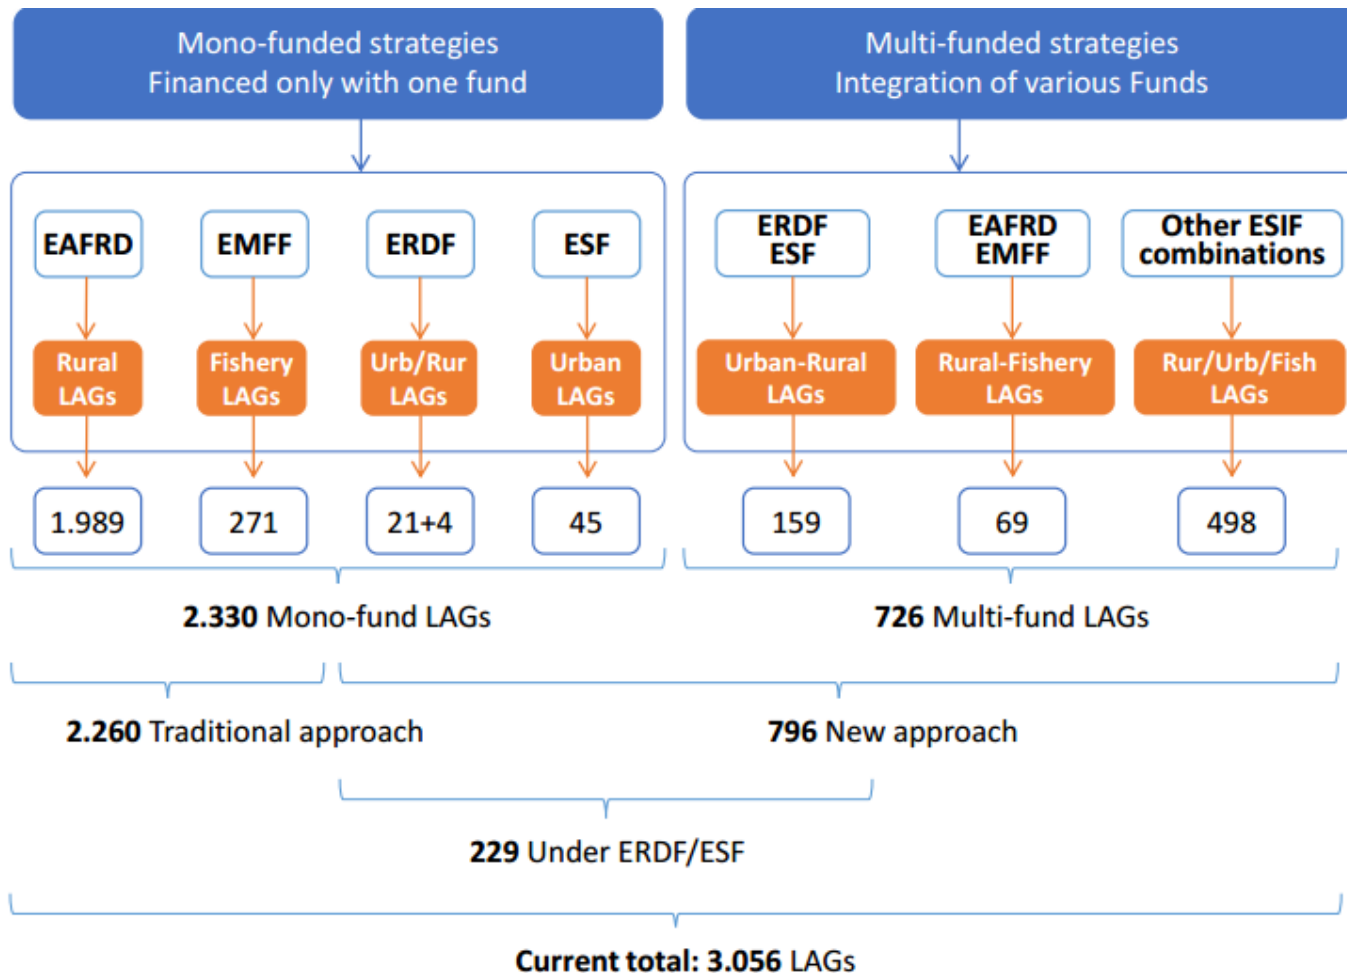 Mono-funded strategies
Financed only with one fund
Multi-funded strategies
Integration of various Funds
EAFRD
EMFF
ERDF
ESF
ERDF
ESF
EAFRD
EMFF
Other ESIF
combinations
Rural
LAGs
Fishery
LAGs
Urb/Rur
LAGs
Urban
LAGs
Urban-Rural
LAGs
Rural-Fishery
LAGs
Rur/Urb/Fish
LAGs
1.989
271
21+4
45
159
69
498
2.330 Mono-fund LAGs
726 Multi-fund LAGs
2.260 Traditional approach
796 New approach
229 Under ERDF/ESF
Current total: 3.056 LAGs